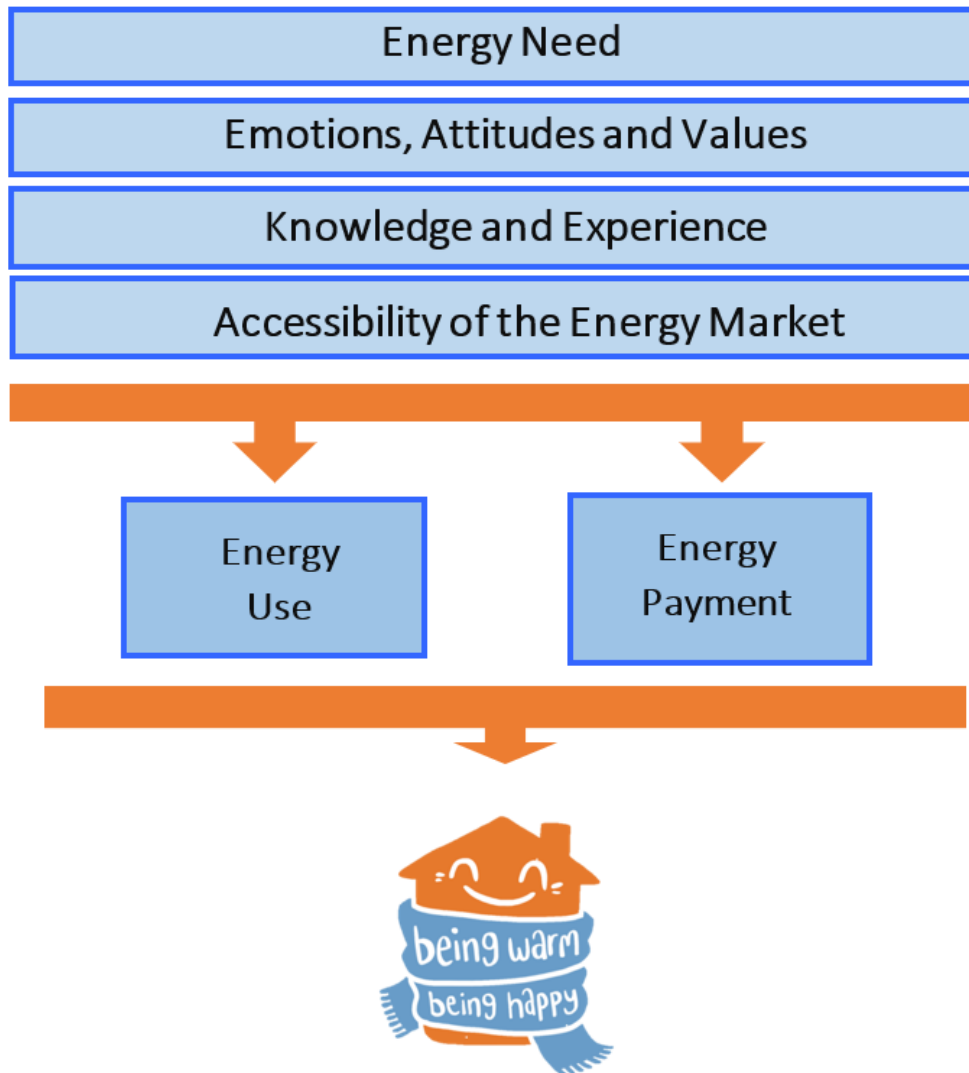 Energy Need
Emotions, Attitudes and Values
Knowledge and Experience
Accessibility of the Energy Market
Energy
Use
Energy
Payment
being warm
being happy